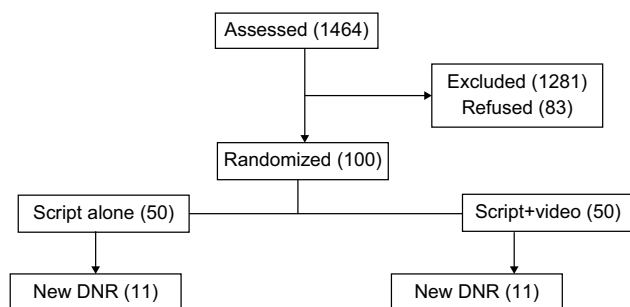 Assessed (1464)
Excluded (1281)
Refused (83)
Randomized (100)
Script alone (50)
Script+video (50)
New DNR (11)
New DNR (11)